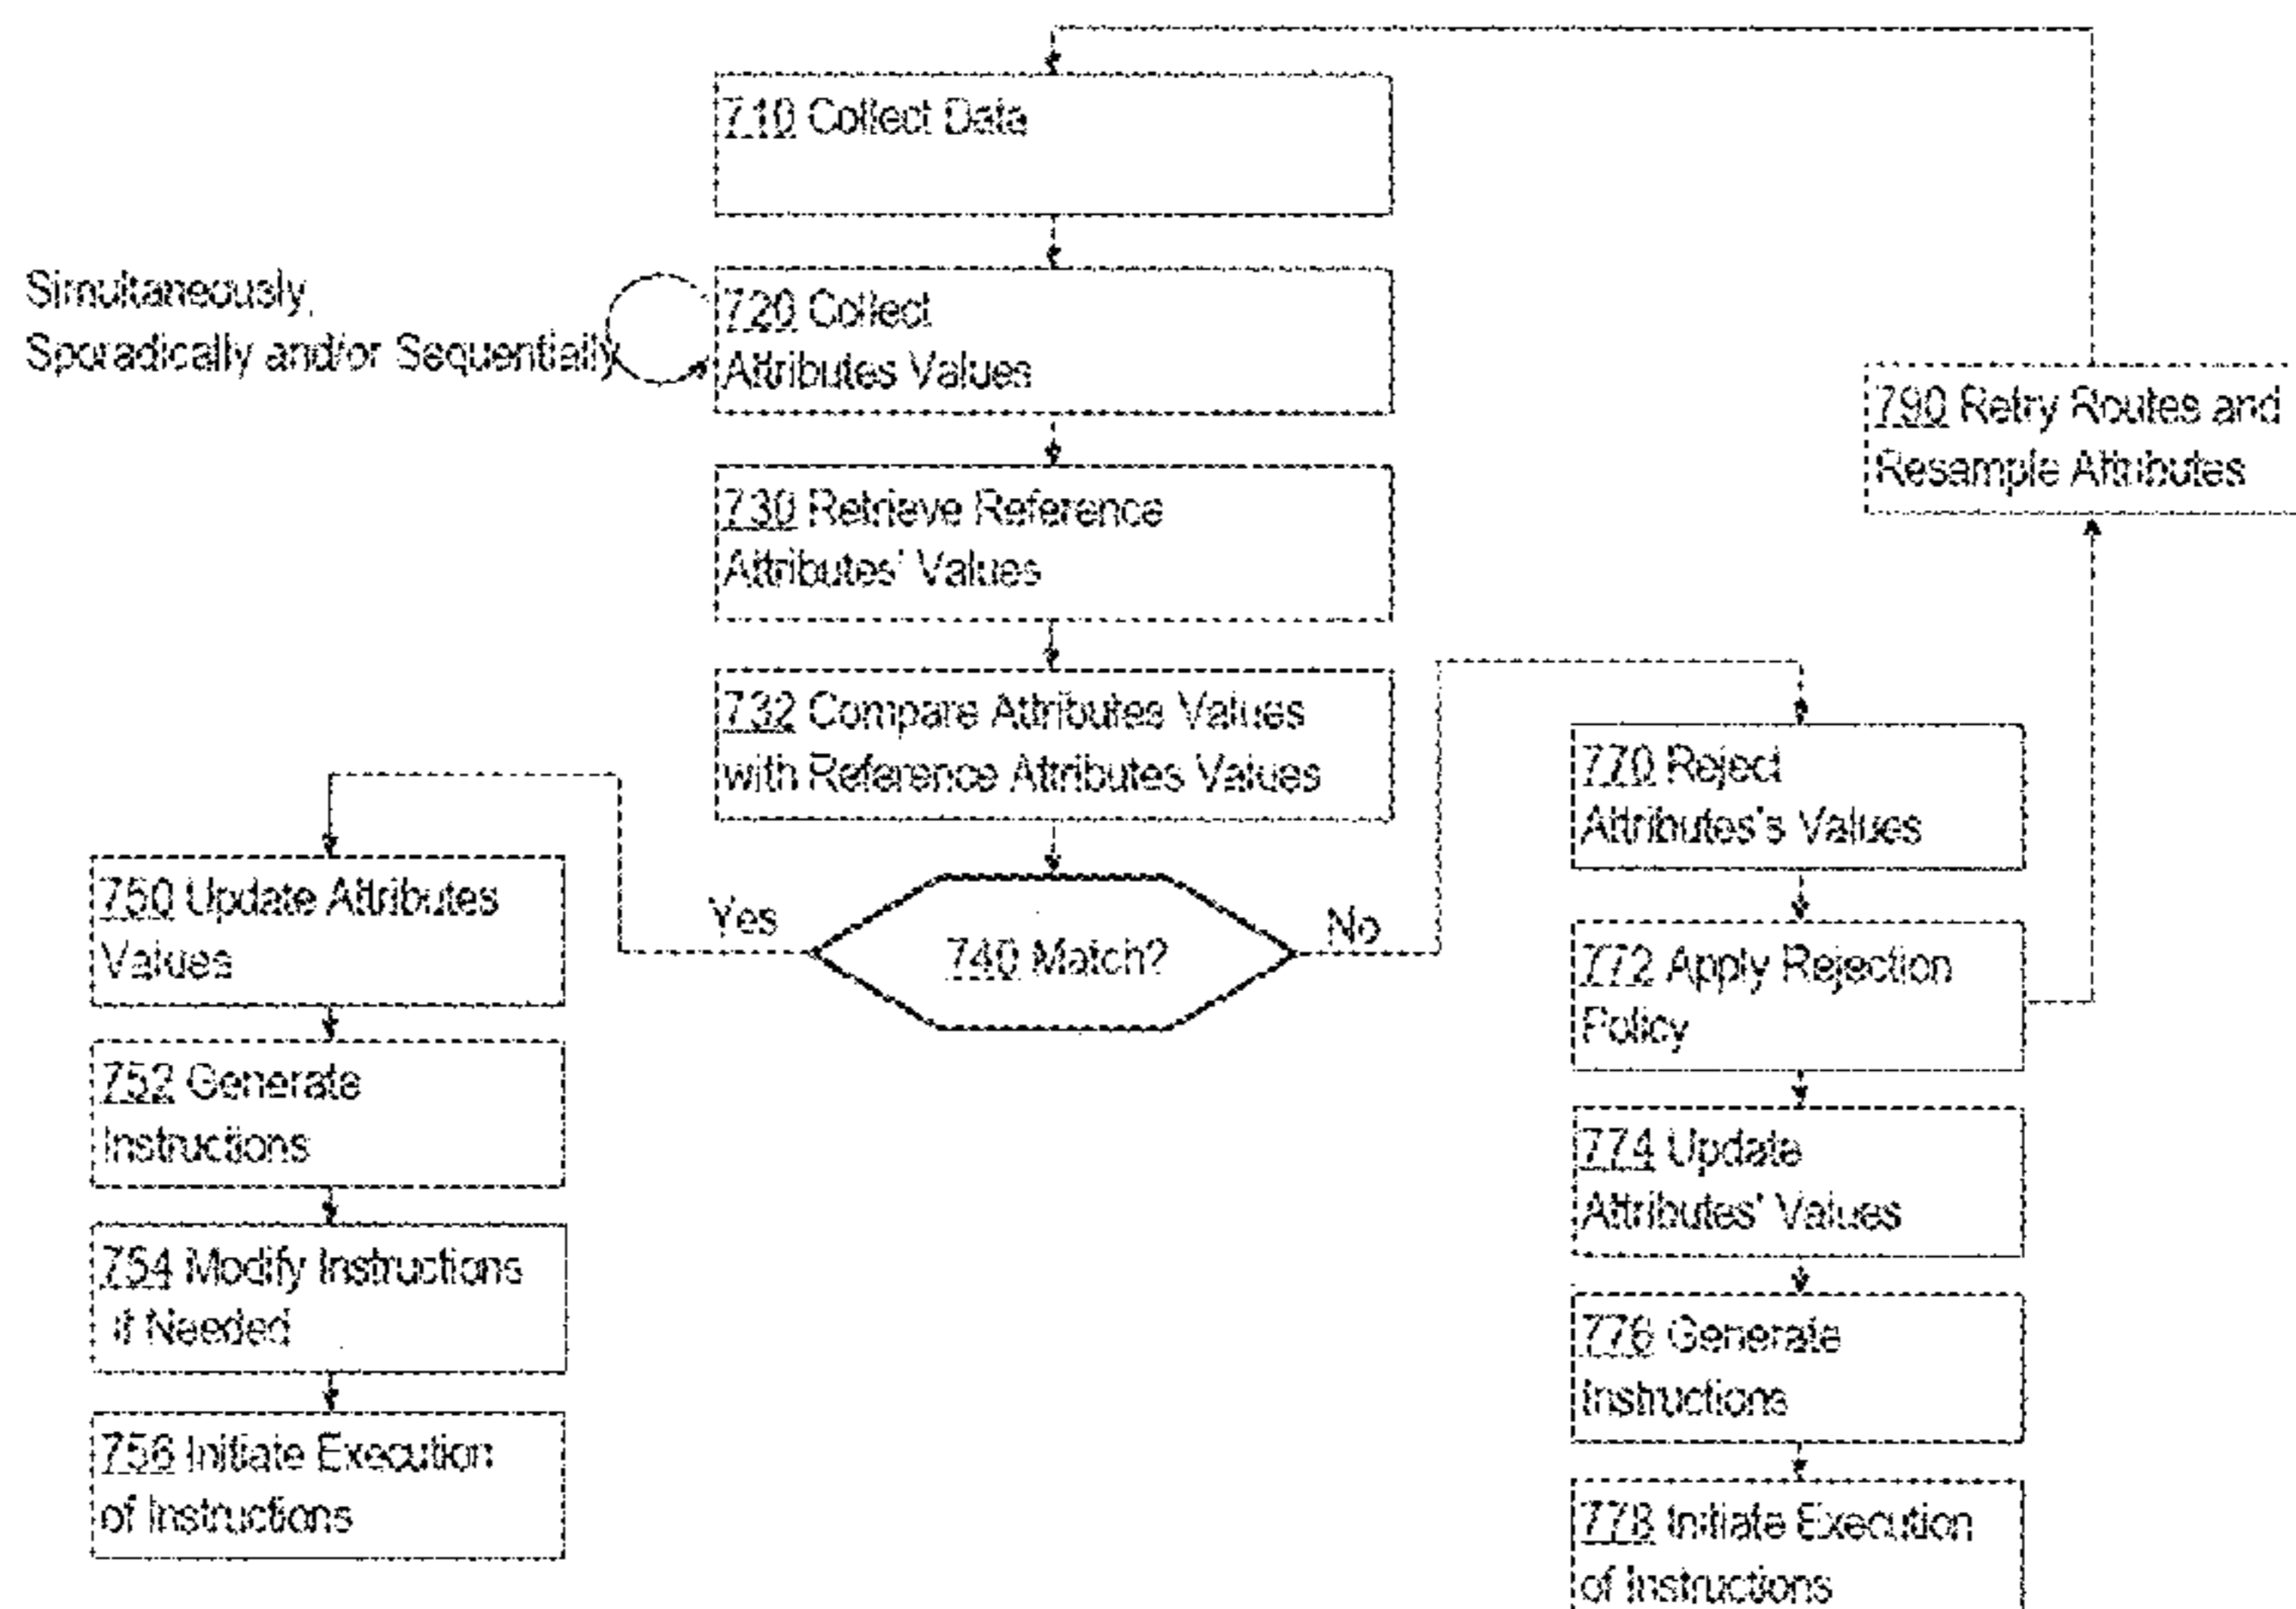 710 Collect Data
Simultaneously,
Sporadically and/or Sequentially
720 Collect
Attributes Values
790 Retry Routes and
Resample Attributes
730 Retrieve Reference
Attributes' Values
732 Compare Attributes Values
with Reference Attributes Values
770 Reject
Attributes's Values
750 Update Attributes
Values
Yes
740 Match?
No
772 Apply Rejection
Policy
752 Generate
Instructions
774 Update
Attributes' Values
754 Modify Instructions
if Needed
776 Generate
Instructions
756 Initiate Execution
of Instructions
778 Initiate Execution
of Instructions